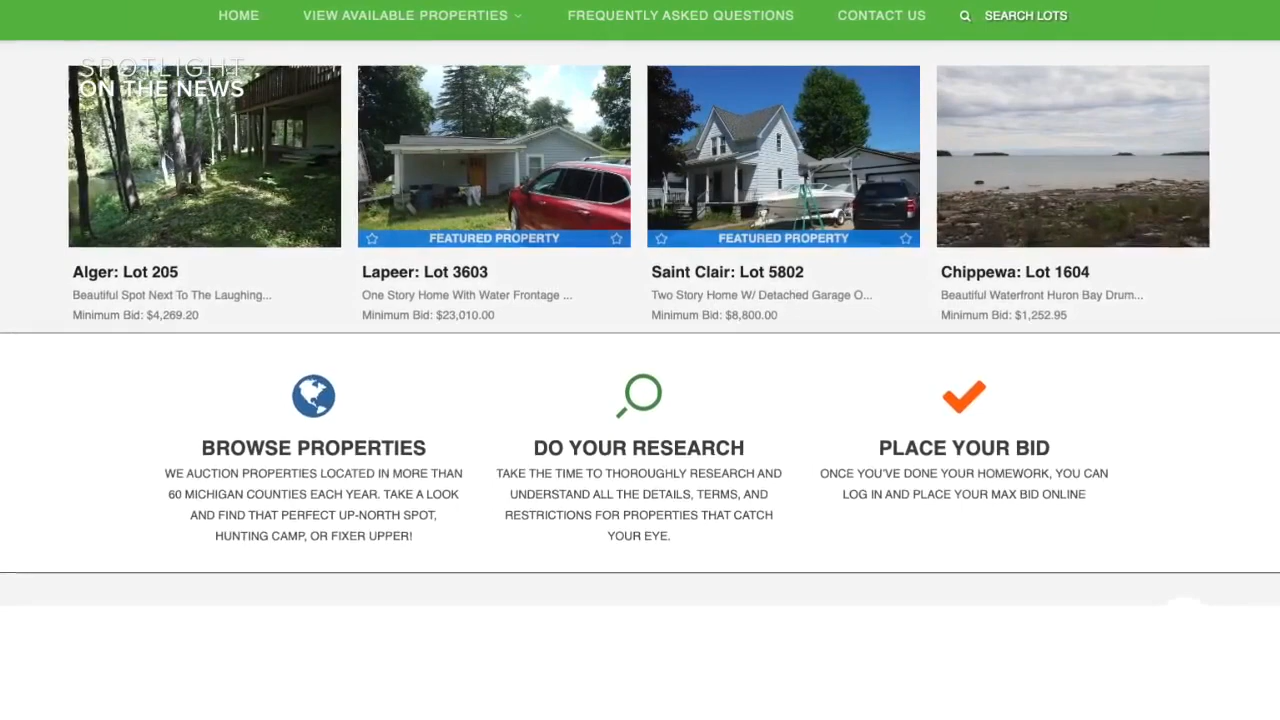 HOME VIEW AVAILABLE PROPERTIES FREQUENTLY ASKED QUESTIONS CONTACT US SEARCH LOTS
SPOTLIGHT
ON THE NEWS
FEATURED PROPERTY
FEATURED PROPERTY
Alger: Lot 205
Beautiful Spot Next To The Laughing...
Minimum Bid: $4,269.20
Lapeer: Lot 3603
One Story Home With Water Frontage ...
Minimum Bid: $23,010.00
Saint Clair: Lot 5802
Two Story Home W/ Detached Garage O...
Minimum Bid: $8,800.00
Chippewa: Lot 1604
Beautiful Waterfront Huron Bay Drum...
Minimum Bid: $1,252.95
BROWSE PROPERTIES
WE AUCTION PROPERTIES LOCATED IN MORE THAN
60 MICHIGAN COUNTIES EACH YEAR. TAKE A LOOK
AND FIND THAT PERFECT UP-NORTH SPOT,
HUNTING CAMP, OR FIXER UPPER!
DO YOUR RESEARCH
TAKE THE TIME TO THOROUGHLY RESEARCH AND
UNDERSTAND ALL THE DETAILS, TERMS, AND
RESTRICTIONS FOR PROPERTIES THAT CATCH
YOUR EYE.
PLACE YOUR BID
ONCE YOU'VE DONE YOUR HOMEWORK, YOU CAN
LOG IN AND PLACE YOUR MAX BID ONLINE